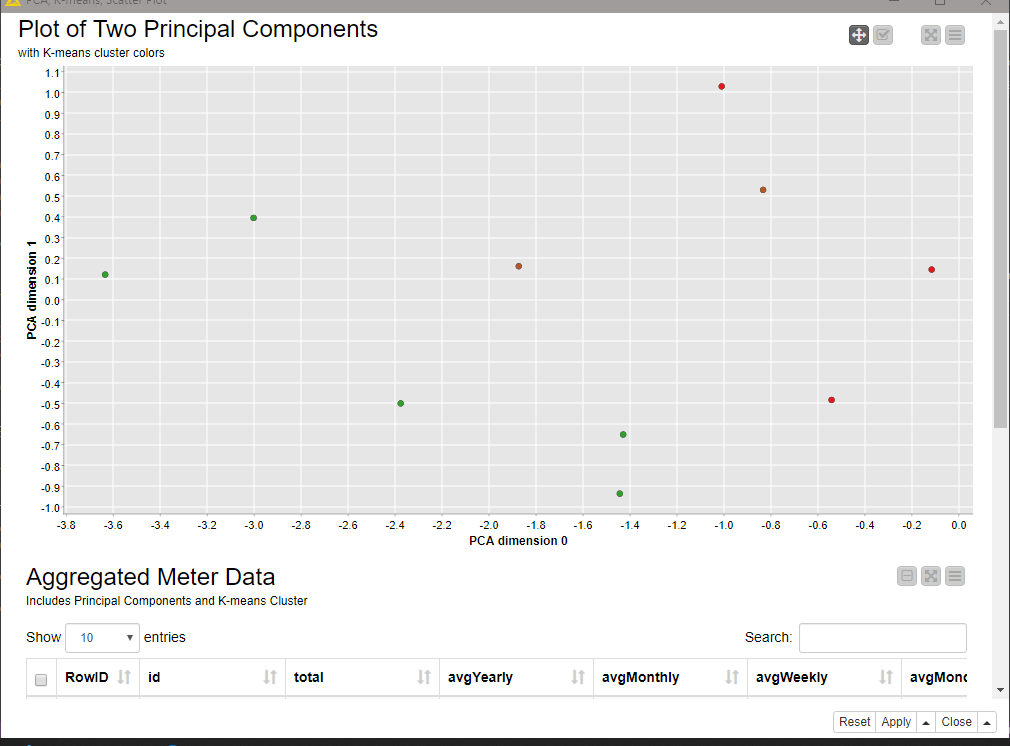 PCA, K-means, Scatter Plot
Plot of Two Principal Components
with K-means cluster colors
1.1
1.0
0.9
0.8
0.7
0.6
0.5
0.4
0.3
0.2
0.1
0.0
-0.1
-0.2
-0.3
-0.4
-0.5
-0.6
-0.7
-0.8
-0.9
-1.0
PCA dimension 1
-3.8 -3.6 -3.4 -3.2 -3.0 -2.8 -2.6 -2.4 -2.2 -2.0 -1.8 -1.6 -1.4 -1.2 -1.0 -0.8 -0.6 -0.4 -0.2 0.0
PCA dimension 0
Aggregated Meter Data
Includes Principal Components and K-means Cluster
Show 10 entries Search:
RowID id total avgYearly avgMonthly avgWeekly avgMond
Reset Apply Close